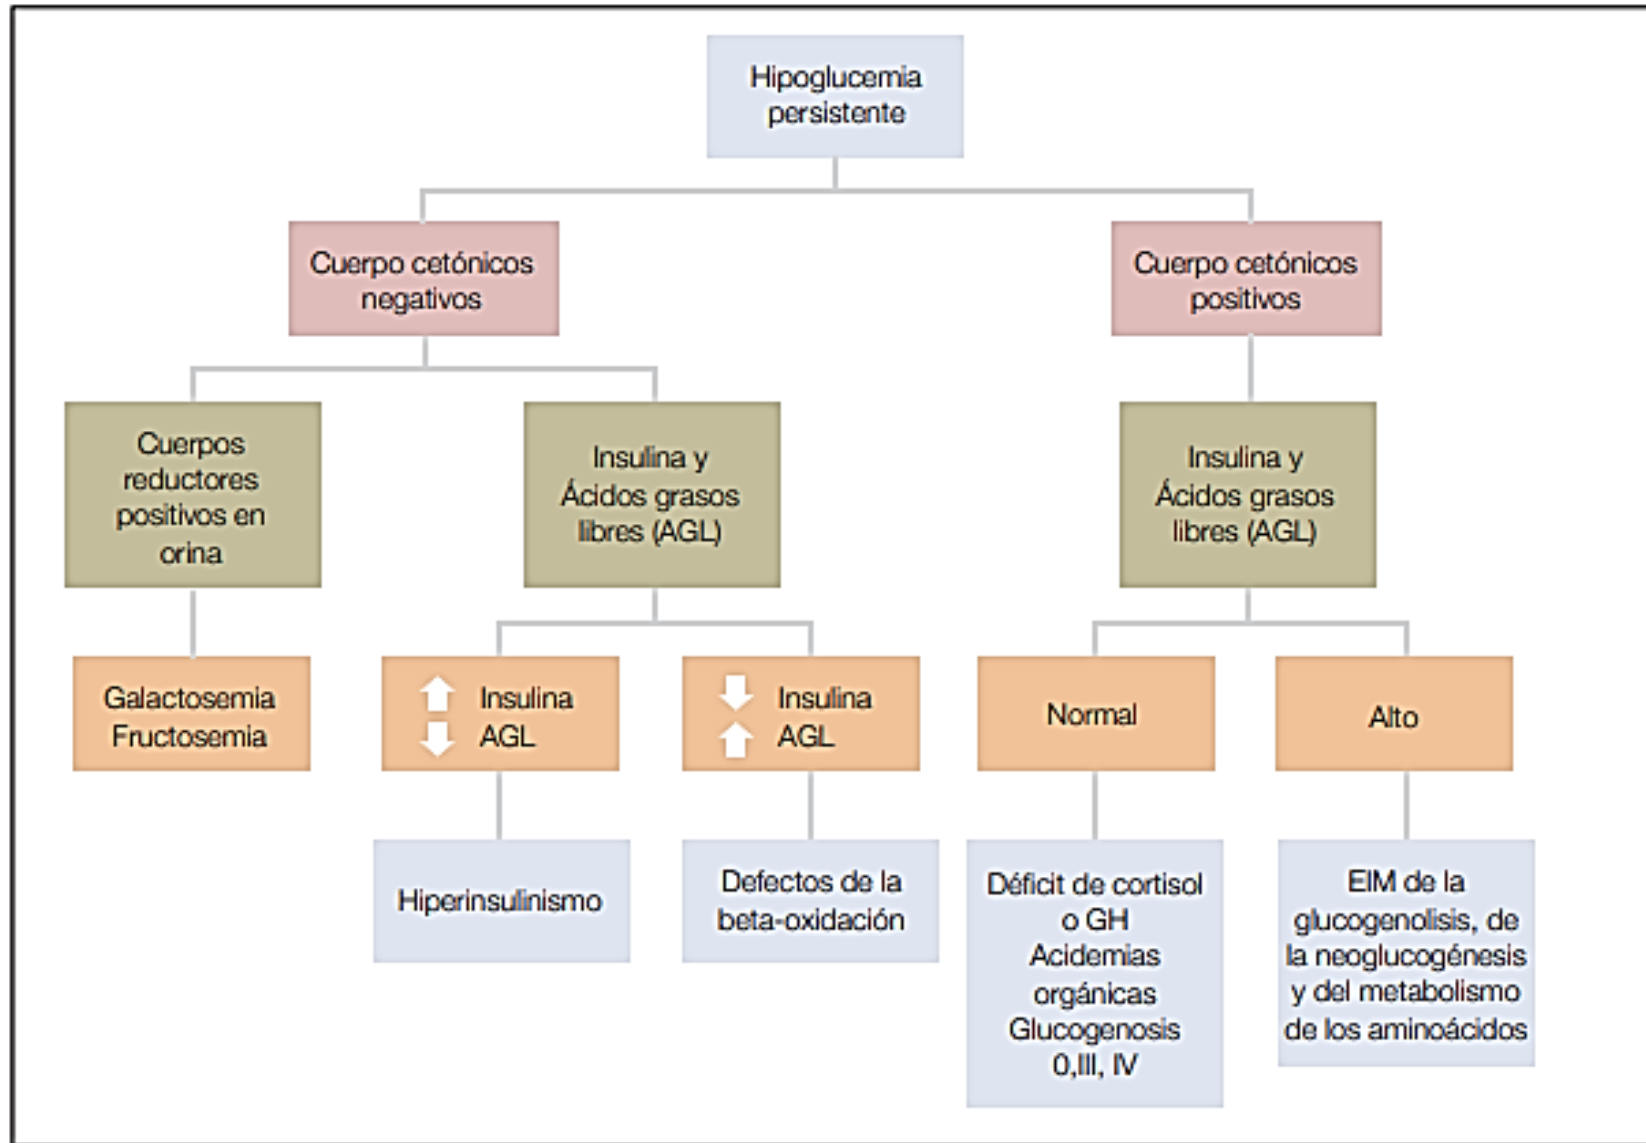 Hipoglucemia
persistente
Cuerpo cetónicos
negativos
Cuerpo cetónicos
positivos
Cuerpos
reductores
positivos en
orina
Insulina y
Ácidos grasos
libres (AGL)
Insulina y
Ácidos grasos
libres (AGL)
Galactosemia
Fructosemia
Insulina
AGL
Insulina
AGL
Normal
Alto
Hiperinsulinismo
Defectos de la
beta-oxidación
Déficit de cortisol
o GH
Acidemias
orgánicas
Glucogenosis
0,III, IV
EIM de la
glucogenolisis, de
la neoglucogénesis
y del metabolismo
de los aminoácidos